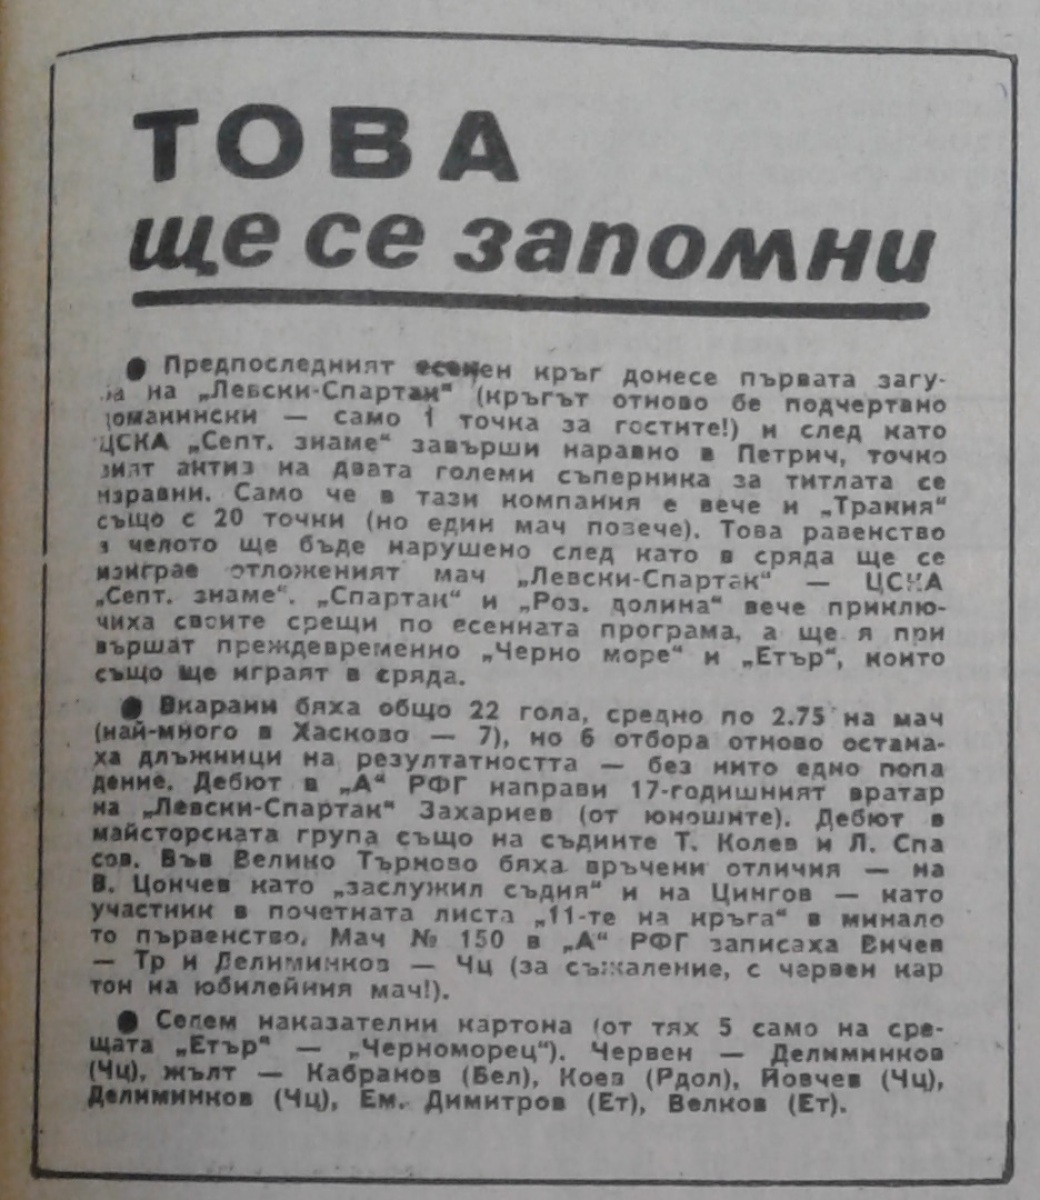 ТОВА
ще се запомни
● Предпоследният есенен кръг донесе първата загу-
ба на „Левски-Спартак“ (кръгът отново бе подчертано
домакински — само 1 точка за гостите!) и след като
ЦСКА „Септ. знаме“ завърши наравно в Петрич, точко
вият актив на двата големи съперника за титлата се
изравни. Само че в тази компания е вече и „Тракия“
също с 20 точки (но един мач повече). Това равенство
в челото ще бъде нарушено след като в сряда ще се
изиграе отложеният мач „Левски-Спартак“ — ЦСКА
„Септ. знаме“. „Спартак“ и „Роз. долина“ вече приклю-
чиха своите срещи по есенната програма, а ще я при
вършат преждевременно „Черно море“ и „Етър“, които
също ще играят в сряда.
● Вкарани бяха общо 22 гола, средно по 2.75 на мач
(най-много в Хасково — 7), но 6 отбора отново остана-
ха длъжници на резултатността — без нито едно попа
дение. Дебют в „А“ РФГ направи 17-годишният вратар
на „Левски-Спартак“ Захариев (от юношите). Дебют в
майсторската група също на съдиите Т. Колев и Л. Спа
сов. Във Велико Търново бяха връчени отличия — на
В. Цончев като „заслужил съдия“ и на Цингов — като
участник в почетната листа „11-те на кръга“ в минало
то първенство. Мач № 150 в „А“ РФГ записаха Вичев
— Тр и Делиминков — Чц (за съжаление, с червен кар
тон на юбилейния мач!).
● Седем наказателни картона (от тях 5 само на сре-
щата „Етър“ — „Черноморец“). Червен — Делиминков
(Чц), жълт — Кабранов (Бел), Коев (Рдол), Йовчев (Чц),
Делиминков (Чц), Ем. Димитров (Ет), Велков (Ет).